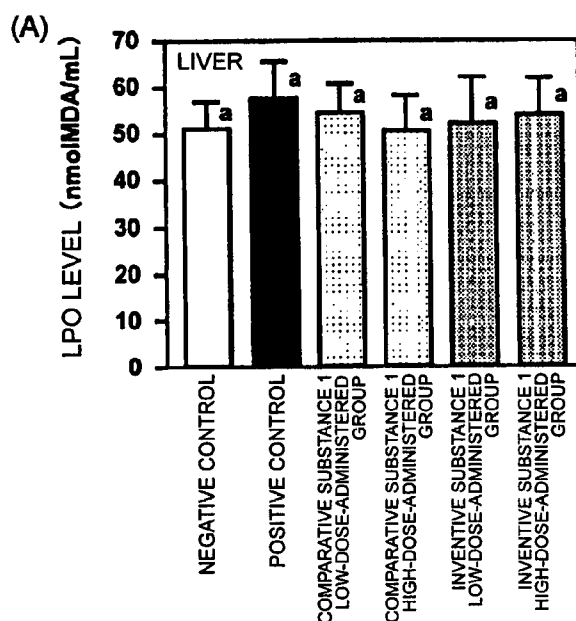 (A)
LPO LEVEL (nmolMDA/mL)
70
60
50
40
30
20
10
0
LIVER
a
a
a
a
a
a
NEGATIVE CONTROL
POSITIVE CONTROL
COMPARATIVE SUBSTANCE 1
LOW-DOSE-ADMINISTERED
GROUP
COMPARATIVE SUBSTANCE 1
HIGH-DOSE-ADMINISTERED
GROUP
INVENTIVE SUBSTANCE 1
LOW-DOSE-ADMINISTERED
GROUP
INVENTIVE SUBSTANCE 1
HIGH-DOSE-ADMINISTERED
GROUP